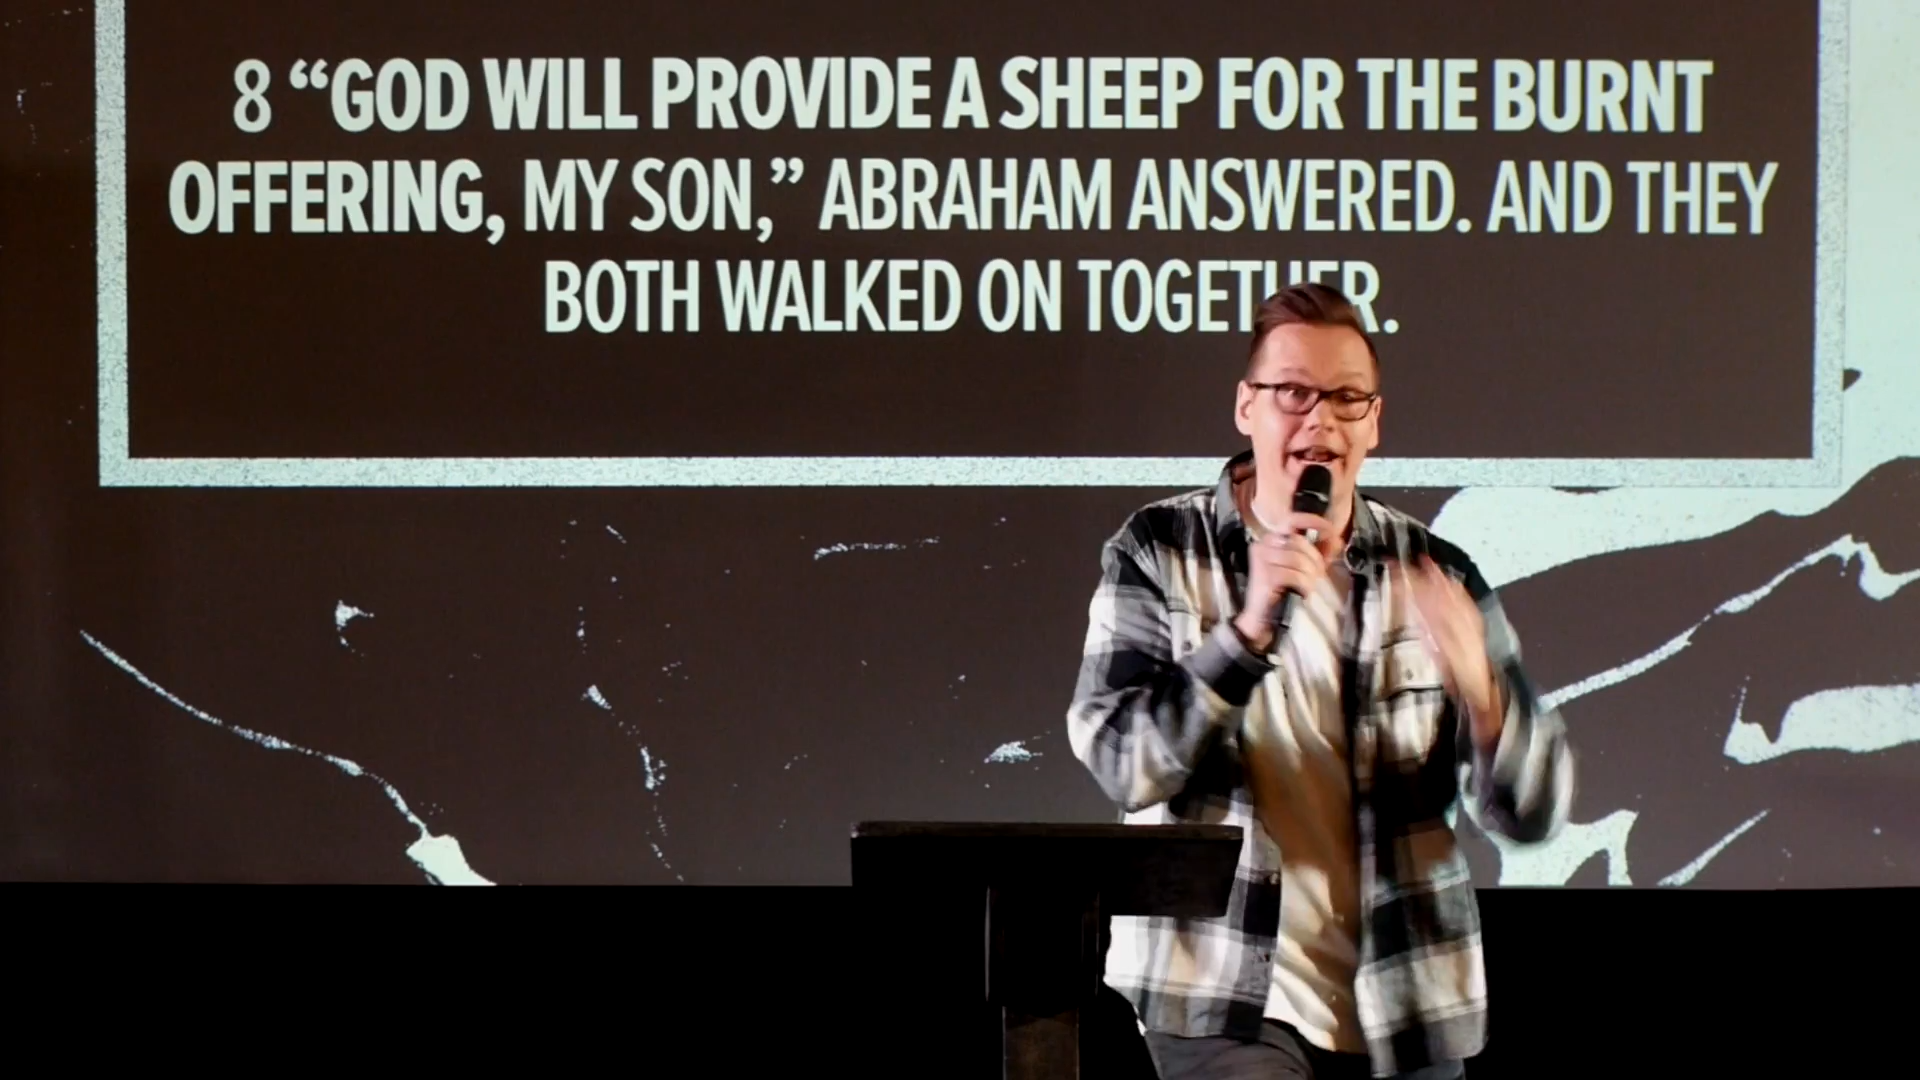 8 “GOD WILL PROVIDE A SHEEP FOR THE BURNT
OFFERING, MY SON,” ABRAHAM ANSWERED. AND THEY
BOTH WALKED ON TOGETHER.